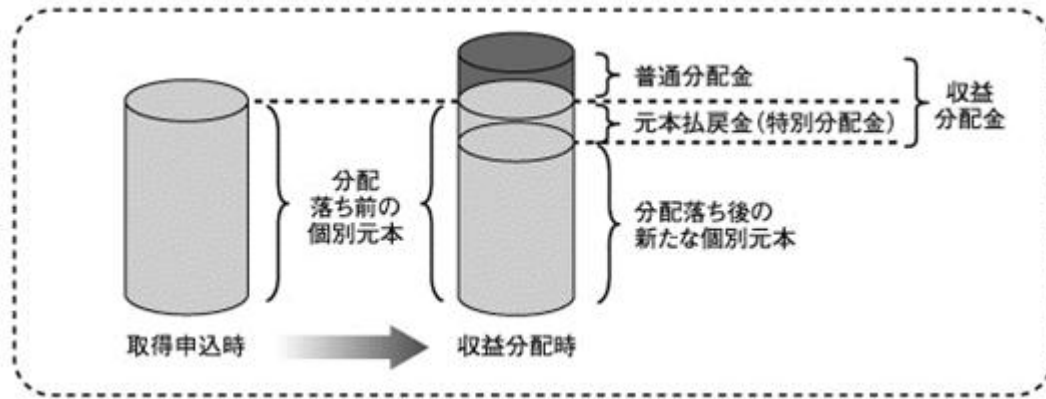 普通分配金
元本払戻金(特別分配金)
収益
分配金
分配
落ち前の
個別元本
分配落ち後の
新たな個別元本
取得申込時
収益分配時